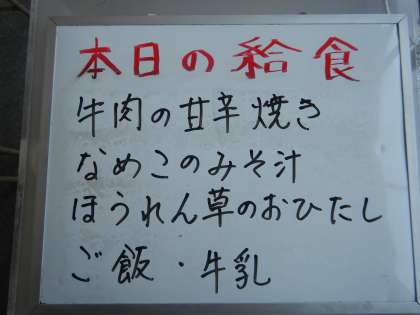 本日の給食
牛肉の甘辛焼き
なめこのみそ汁
ほうれん草のおひたし
ご飯・牛乳